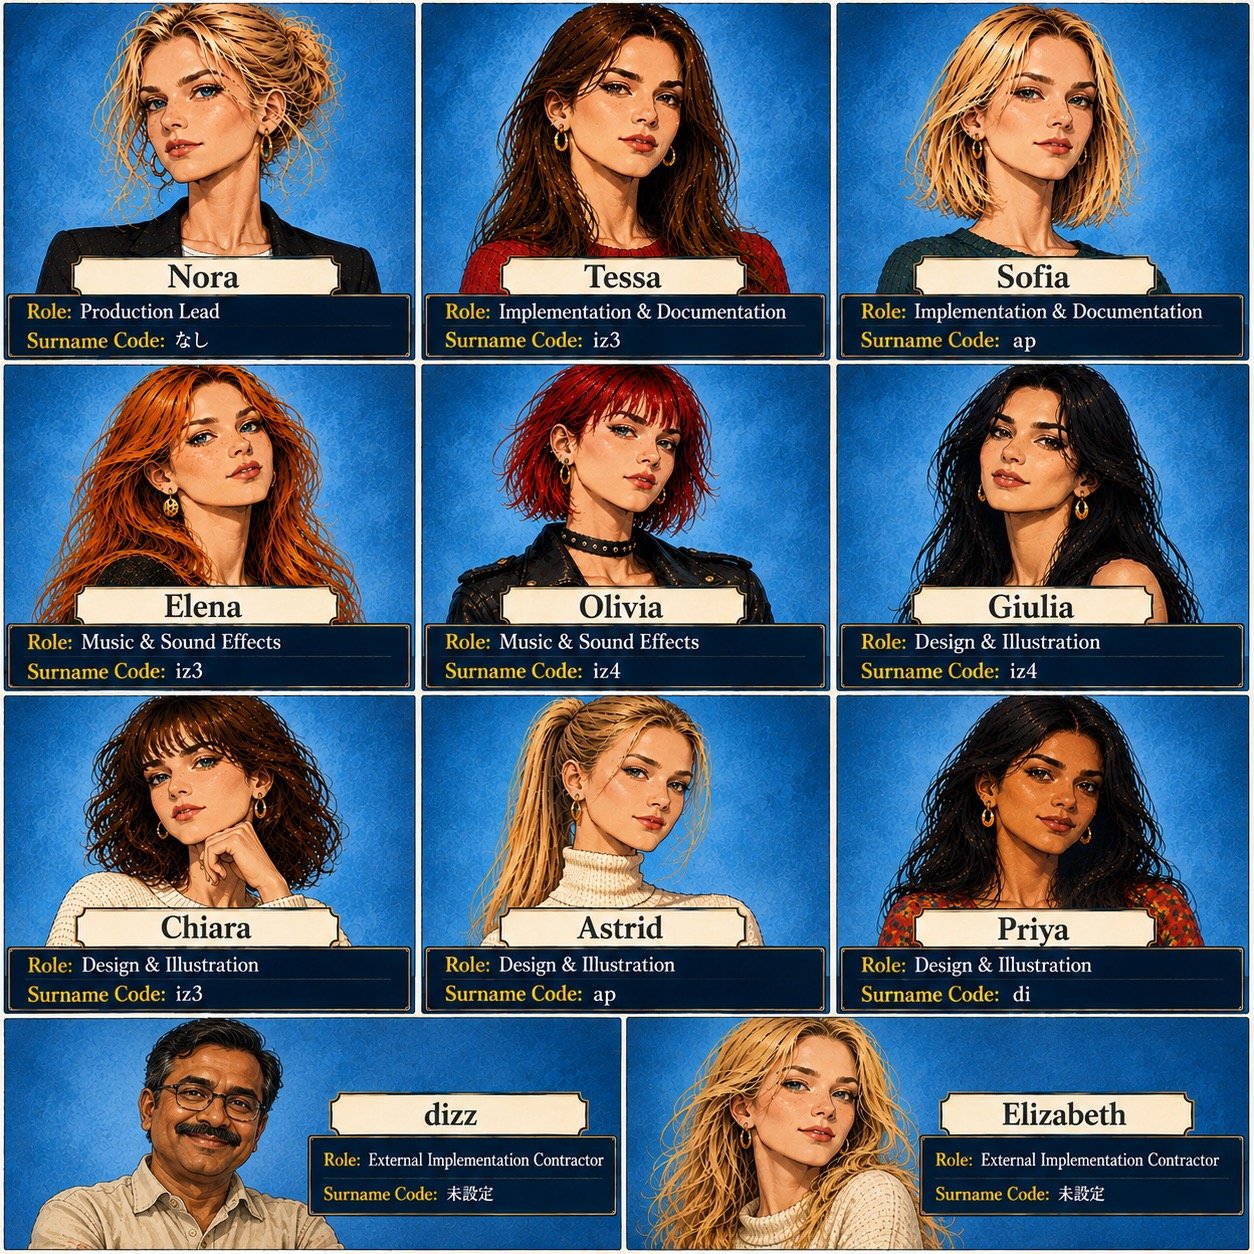 Nora
Role: Production Lead
Surname Code: なし
Tessa
Role: Implementation & Documentation
Surname Code: iz3
Sofia
Role: Implementation & Documentation
Surname Code: ap
Elena
Role: Music & Sound Effects
Surname Code: iz3
Olivia
Role: Music & Sound Effects
Surname Code: iz4
Giulia
Role: Design & Illustration
Surname Code: iz4
Chiara
Role: Design & Illustration
Surname Code: iz3
Astrid
Role: Design & Illustration
Surname Code: ap
Priya
Role: Design & Illustration
Surname Code: di
dizz
Role: External Implementation Contractor
Surname Code: 未設定
Elizabeth
Role: External Implementation Contractor
Surname Code: 未設定